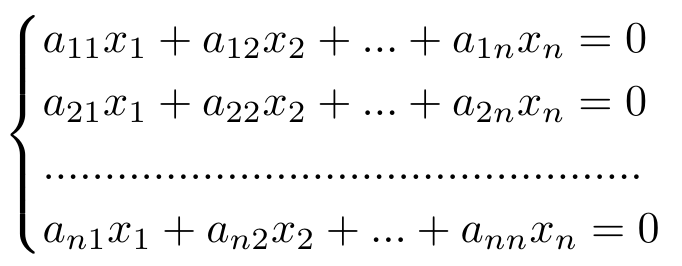 a₁₁x₁ + a₁₂x₂ + ... + a₁ₙxₙ = 0
a₂₁x₁ + a₂₂x₂ + ... + a₂ₙxₙ = 0
.................................................
aₙ₁x₁ + aₙ₂x₂ + ... + aₙₙxₙ = 0